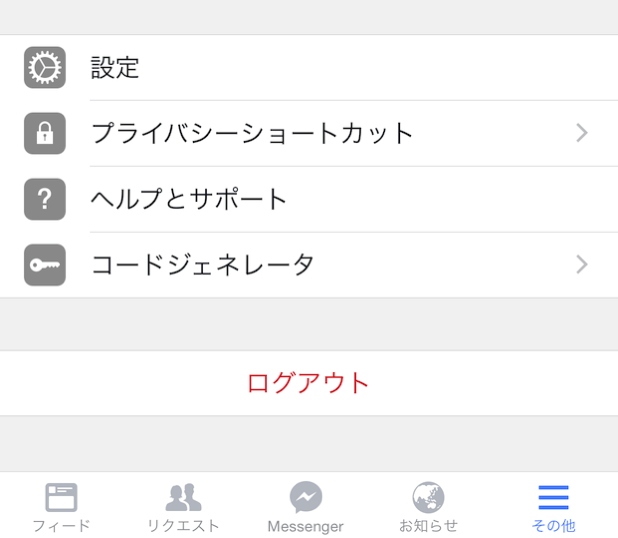 設定
プライバシーショートカット
ヘルプとサポート
コードジェネレータ
ログアウト
フィード リクエスト Messenger お知らせ その他